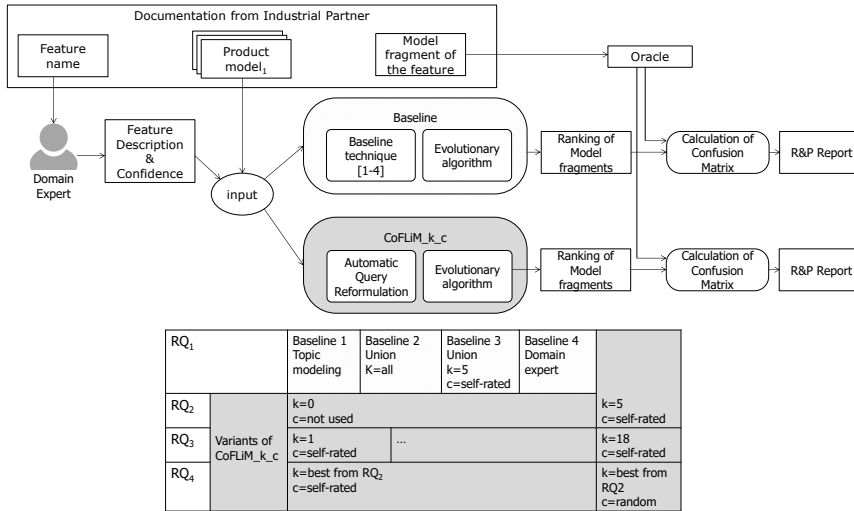 Documentation from Industrial Partner
Feature
name
Product
model1
Model
fragment of
the feature
Oracle
Domain
Expert
Feature
Description
&
Confidence
input
Baseline
Baseline
technique
[1-4]
Evolutionary
algorithm
Ranking of
Model
fragments
Calculation of
Confusion
Matrix
R&P Report
CoFLiM_k_c
Automatic
Query
Reformulation
Evolutionary
algorithm
Ranking of
Model
fragments
Calculation of
Confusion
Matrix
R&P Report
RQ1
Baseline 1
Topic
modeling
Baseline 2
Union
K=all
Baseline 3
Union
k=5
c=self-rated
Baseline 4
Domain
expert
RQ2
Variants of
CoFLiM_k_c
k=0
c=not used
k=5
c=self-rated
RQ3
k=1
c=self-rated
...
k=18
c=self-rated
RQ4
k=best from RQ2
c=self-rated
k=best from
RQ2
c=random